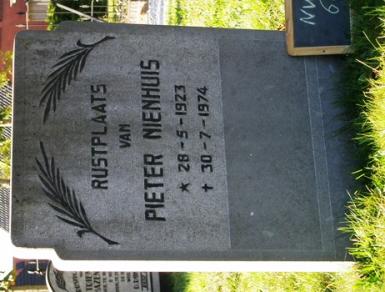 RUSTPLAATS
VAN
PIETER NIENHUIS
★ 28-5-1923
✝ 30-7-1974